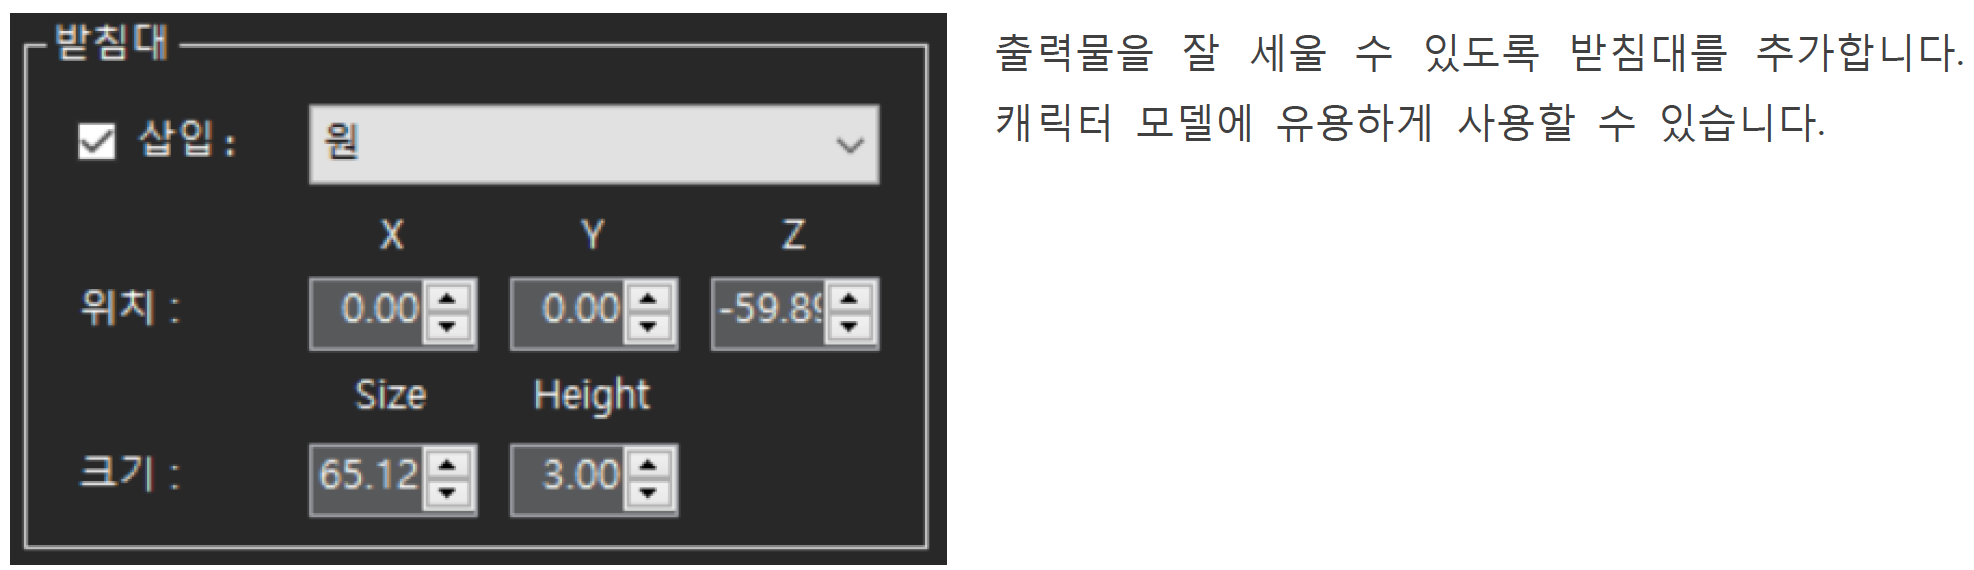 받침대
삽입 : 원
X Y Z
위치 : 0.00 0.00 -59.89
Size Height
크기 : 65.12 3.00
출력물을 잘 세울 수 있도록 받침대를 추가합니다.
캐릭터 모델에 유용하게 사용할 수 있습니다.